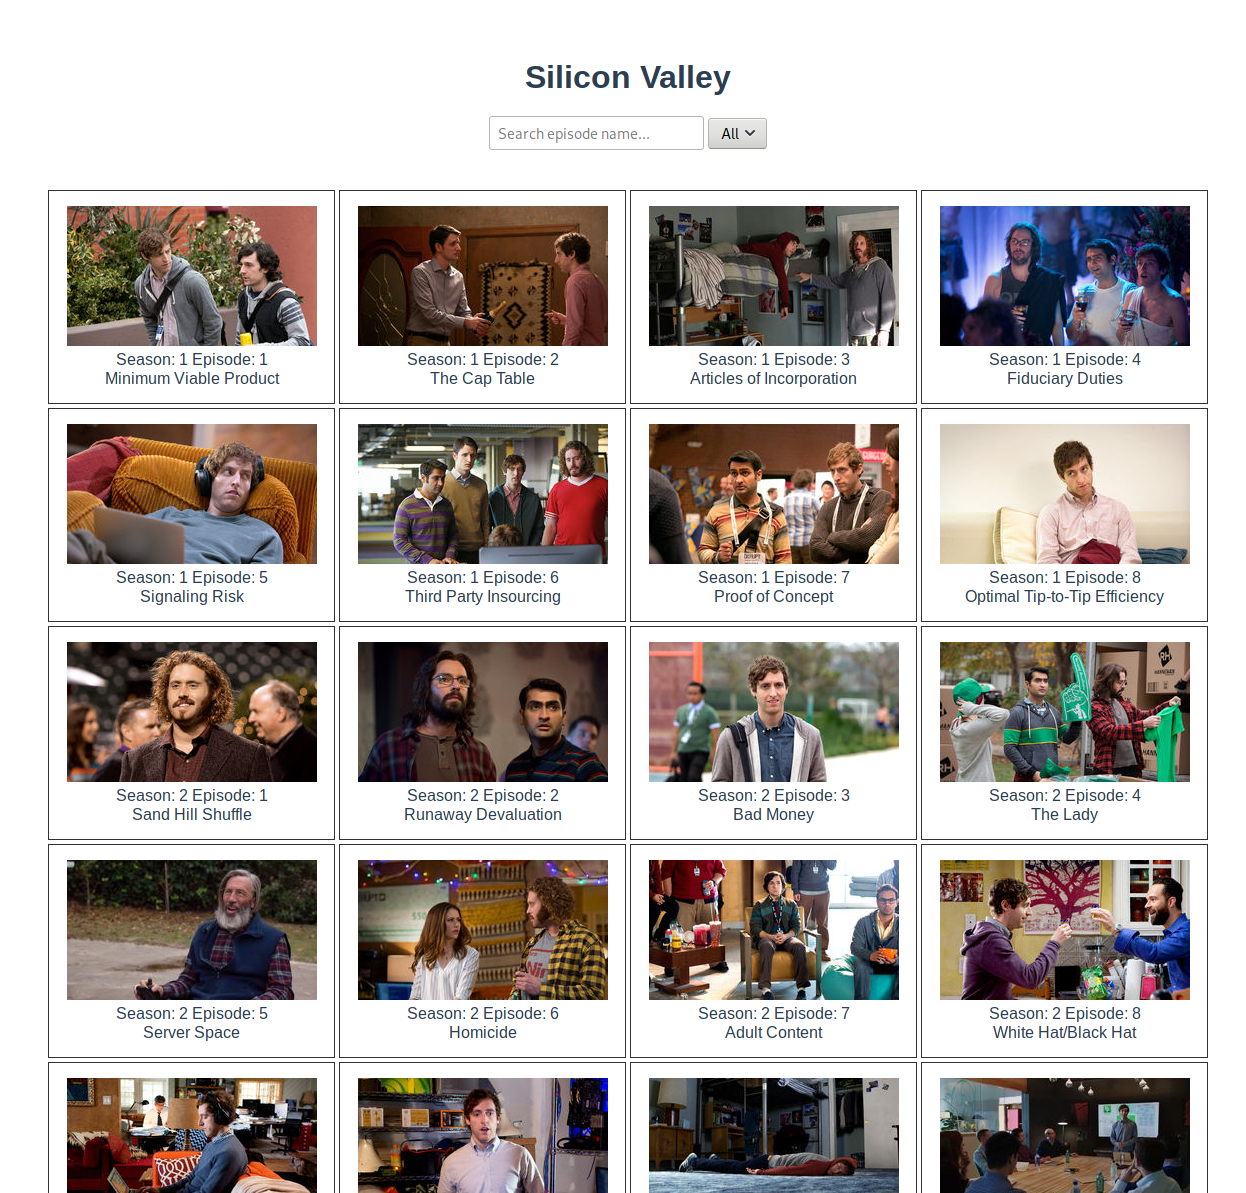 Silicon Valley
Search episode name...
All
Season: 1 Episode: 1
Minimum Viable Product
Season: 1 Episode: 2
The Cap Table
Season: 1 Episode: 3
Articles of Incorporation
Season: 1 Episode: 4
Fiduciary Duties
Season: 1 Episode: 5
Signaling Risk
Season: 1 Episode: 6
Third Party Insourcing
Season: 1 Episode: 7
Proof of Concept
Season: 1 Episode: 8
Optimal Tip-to-Tip Efficiency
Season: 2 Episode: 1
Sand Hill Shuffle
Season: 2 Episode: 2
Runaway Devaluation
Season: 2 Episode: 3
Bad Money
RH
Season: 2 Episode: 4
The Lady
Season: 2 Episode: 5
Server Space
Season: 2 Episode: 6
Homicide
Season: 2 Episode: 7
Adult Content
Season: 2 Episode: 8
White Hat/Black Hat